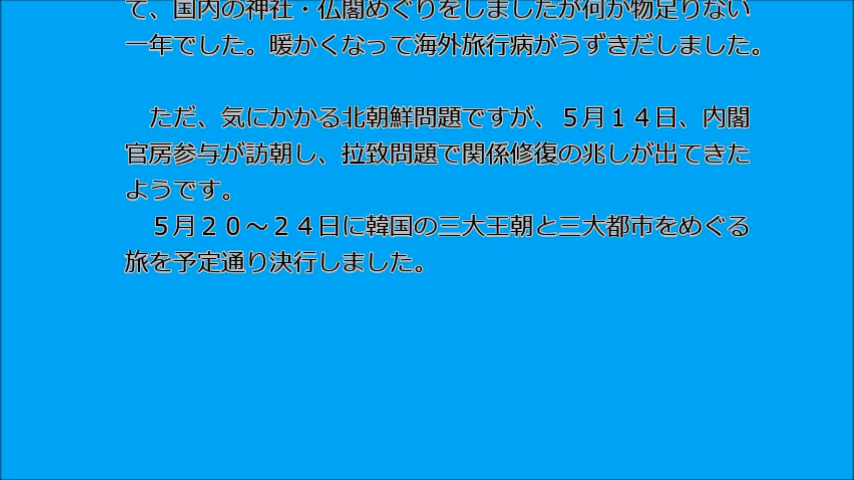 て、国内の神社・仏閣めぐりをしましたが何か物足りない
一年でした。暖かくなって海外旅行病がうずきだしました。
ただ、気にかかる北朝鮮問題ですが、５月１４日、内閣
官房参与が訪朝し、拉致問題で関係修復の兆しが出てきた
ようです。
５月２０～２４日に韓国の三大王朝と三大都市をめぐる
旅を予定通り決行しました。